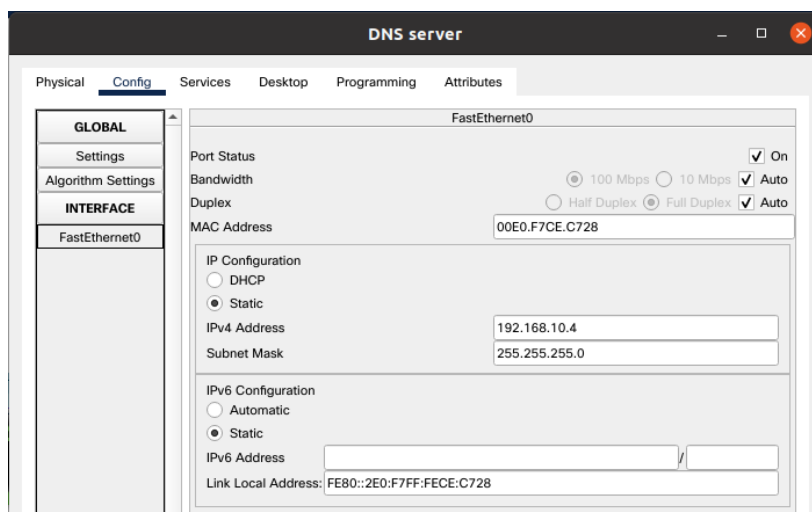 DNS server
Physical Config Services Desktop Programming Attributes
GLOBAL
Settings
Algorithm Settings
INTERFACE
FastEthernet0
FastEthernet0
Port Status On
Bandwidth 100 Mbps 10 Mbps Auto
Duplex Half Duplex Full Duplex Auto
MAC Address 00E0.F7CE.C728
IP Configuration
DHCP
Static
IPv4 Address 192.168.10.4
Subnet Mask 255.255.255.0
IPv6 Configuration
Automatic
Static
IPv6 Address /
Link Local Address: FE80::2E0:F7FF:FECE:C728